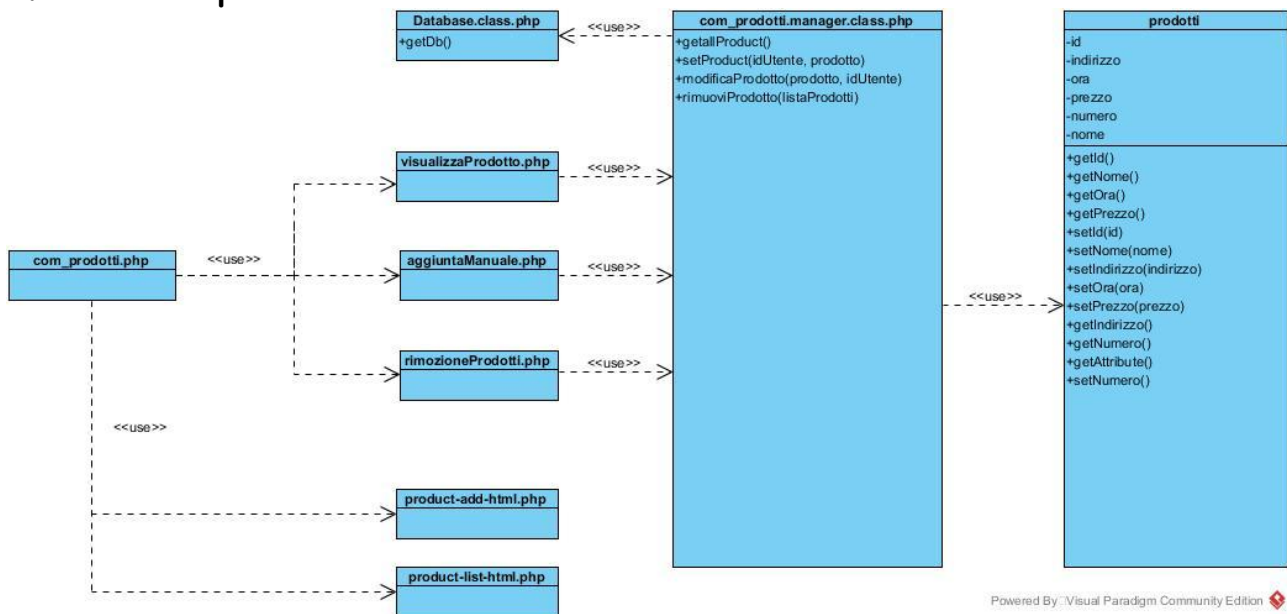 Database.class.php
+getDb()
<<use>>
com_prodotti.manager.class.php
+getallProduct()
+setProduct(idUtente, prodotto)
+modificaProdotto(prodotto, idUtente)
+rimuoviProdotto(listaProdotti)
prodotti
-id
-indirizzo
-ora
-prezzo
-numero
-nome
+getId()
+getNome()
+getOra()
+getPrezzo()
+setId(id)
+setNome(nome)
+setIndirizzo(indirizzo)
+setOra(ora)
+setPrezzo(prezzo)
+getIndirizzo()
+getNumero()
+getAttribute()
+setNumero()
visualizzaProdotto.php
<<use>>
com_prodotti.php
<<use>>
aggiuntaManuale.php
<<use>>
<<use>>
rimozioneProdotti.php
<<use>>
<<use>>
product-add-html.php
product-list-html.php
Powered By Visual Paradigm Community Edition